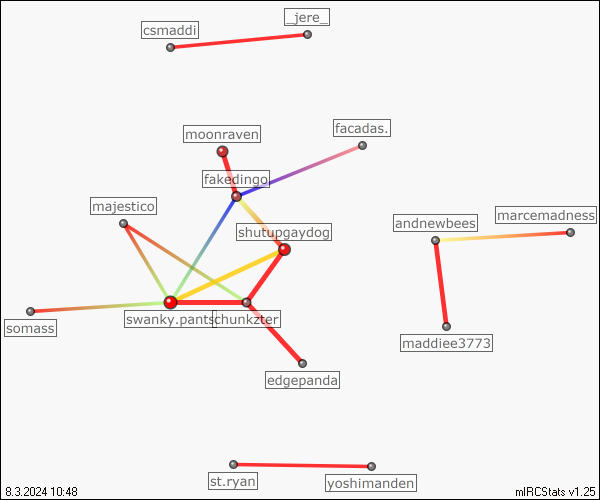 _jere_
csmaddi
facadas.
moonraven
fakedingo
majestico
marcemadness
andnewbees
shutupgaydog
somass
swanky.pants
chunkzter
maddiee3773
edgepanda
st.ryan
yoshimanden
8.3.2024 10:48
mIRCStats v1.25